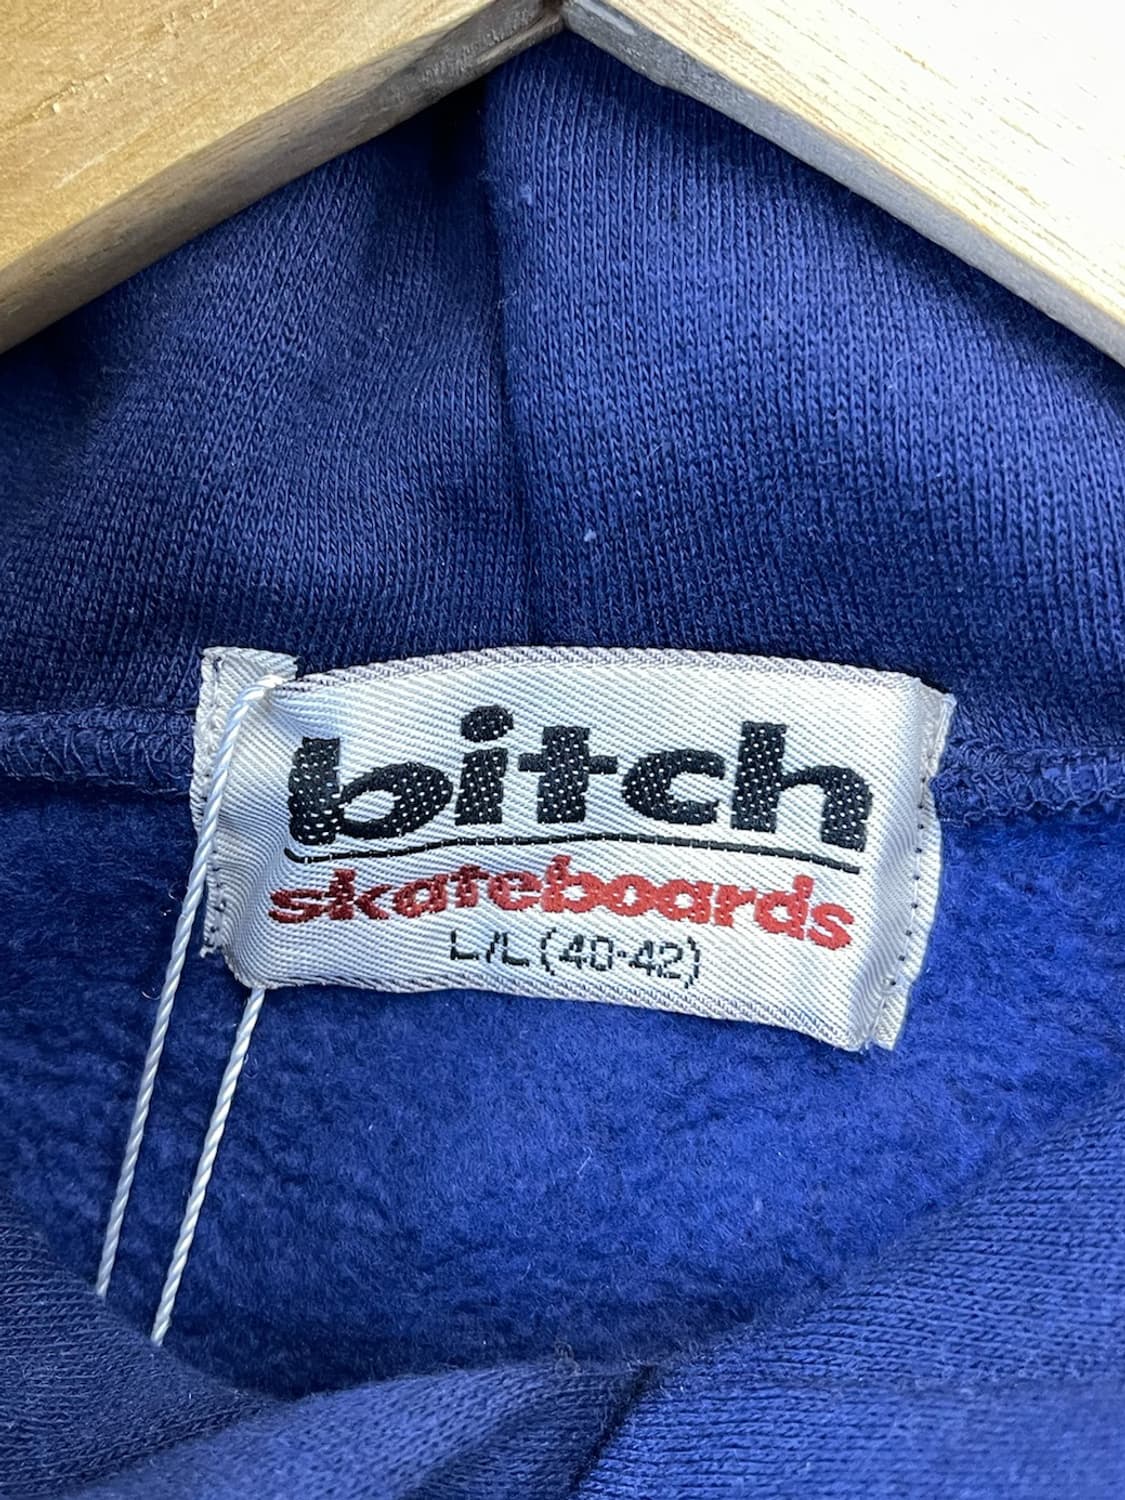 bitch
skateboards
L/L(40-42)